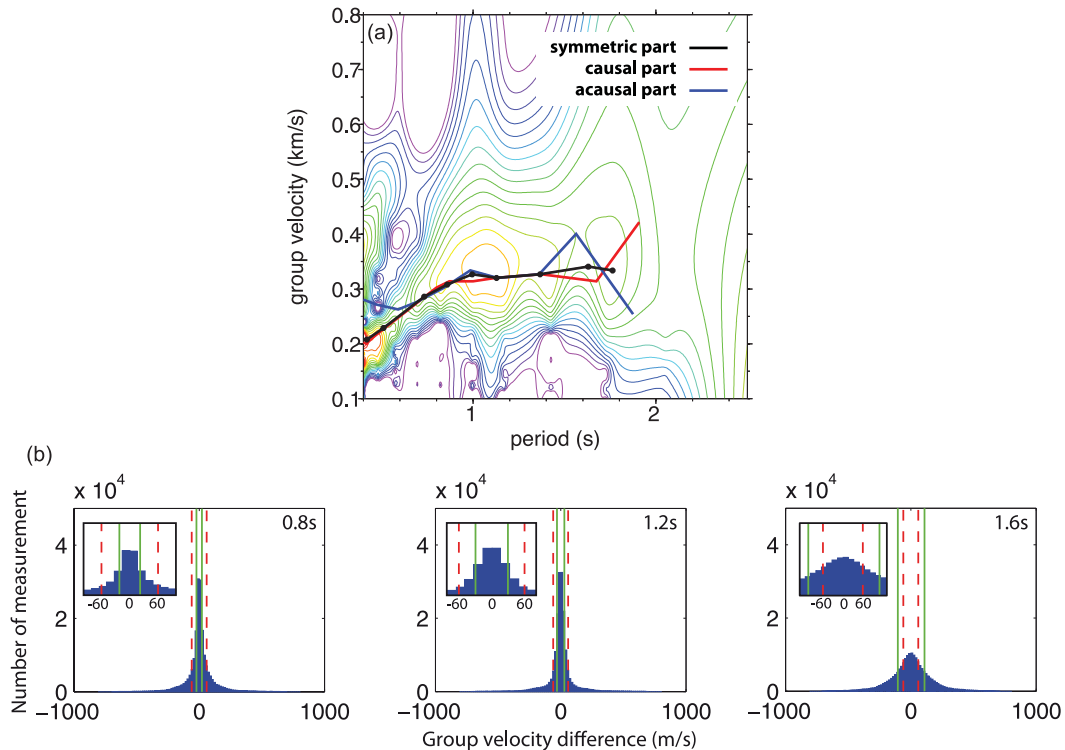 (a)
symmetric part
causal part
acausal part
0.8
0.7
0.6
0.5
0.4
0.3
0.2
0.1
group velocity (km/s)
1
2
period (s)
(b)
x 10^4
x 10^4
x 10^4
Number of measurement
4
2
0
0.8s
-60 0 60
−1000 0 1000
4
2
0
1.2s
-60 0 60
−1000 0 1000
4
2
0
1.6s
-60 0 60
−1000 0 1000
Group velocity difference (m/s)